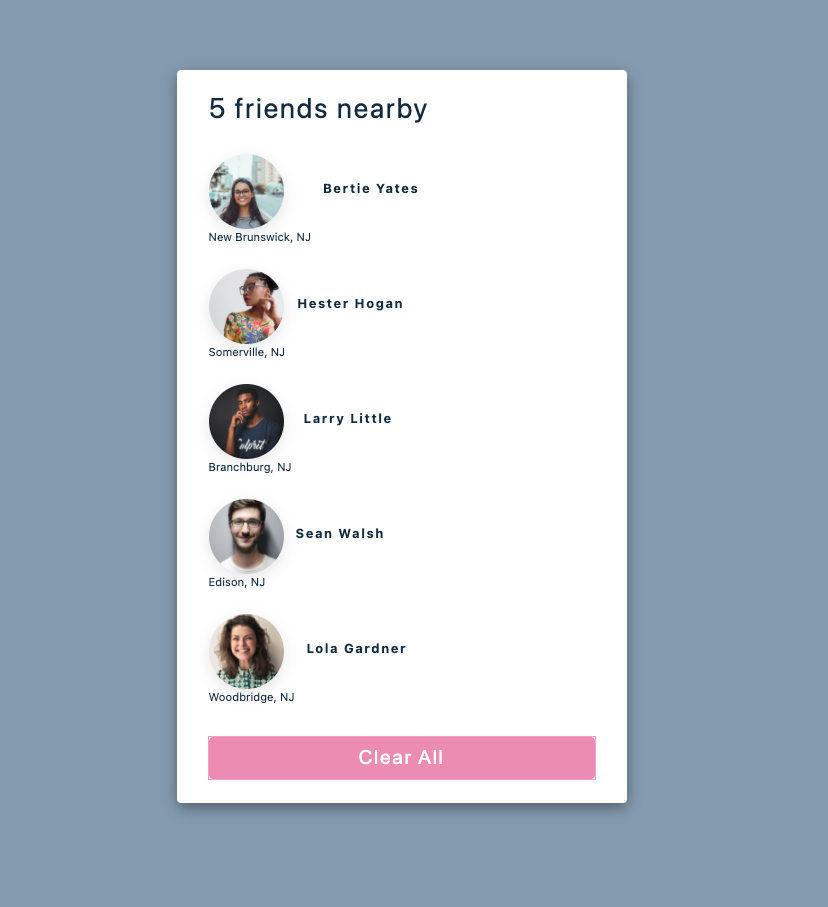 5 friends nearby
Bertie Yates
New Brunswick, NJ
Hester Hogan
Somerville, NJ
Larry Little
ulprit
Branchburg, NJ
Sean Walsh
Edison, NJ
Lola Gardner
Woodbridge, NJ
Clear All